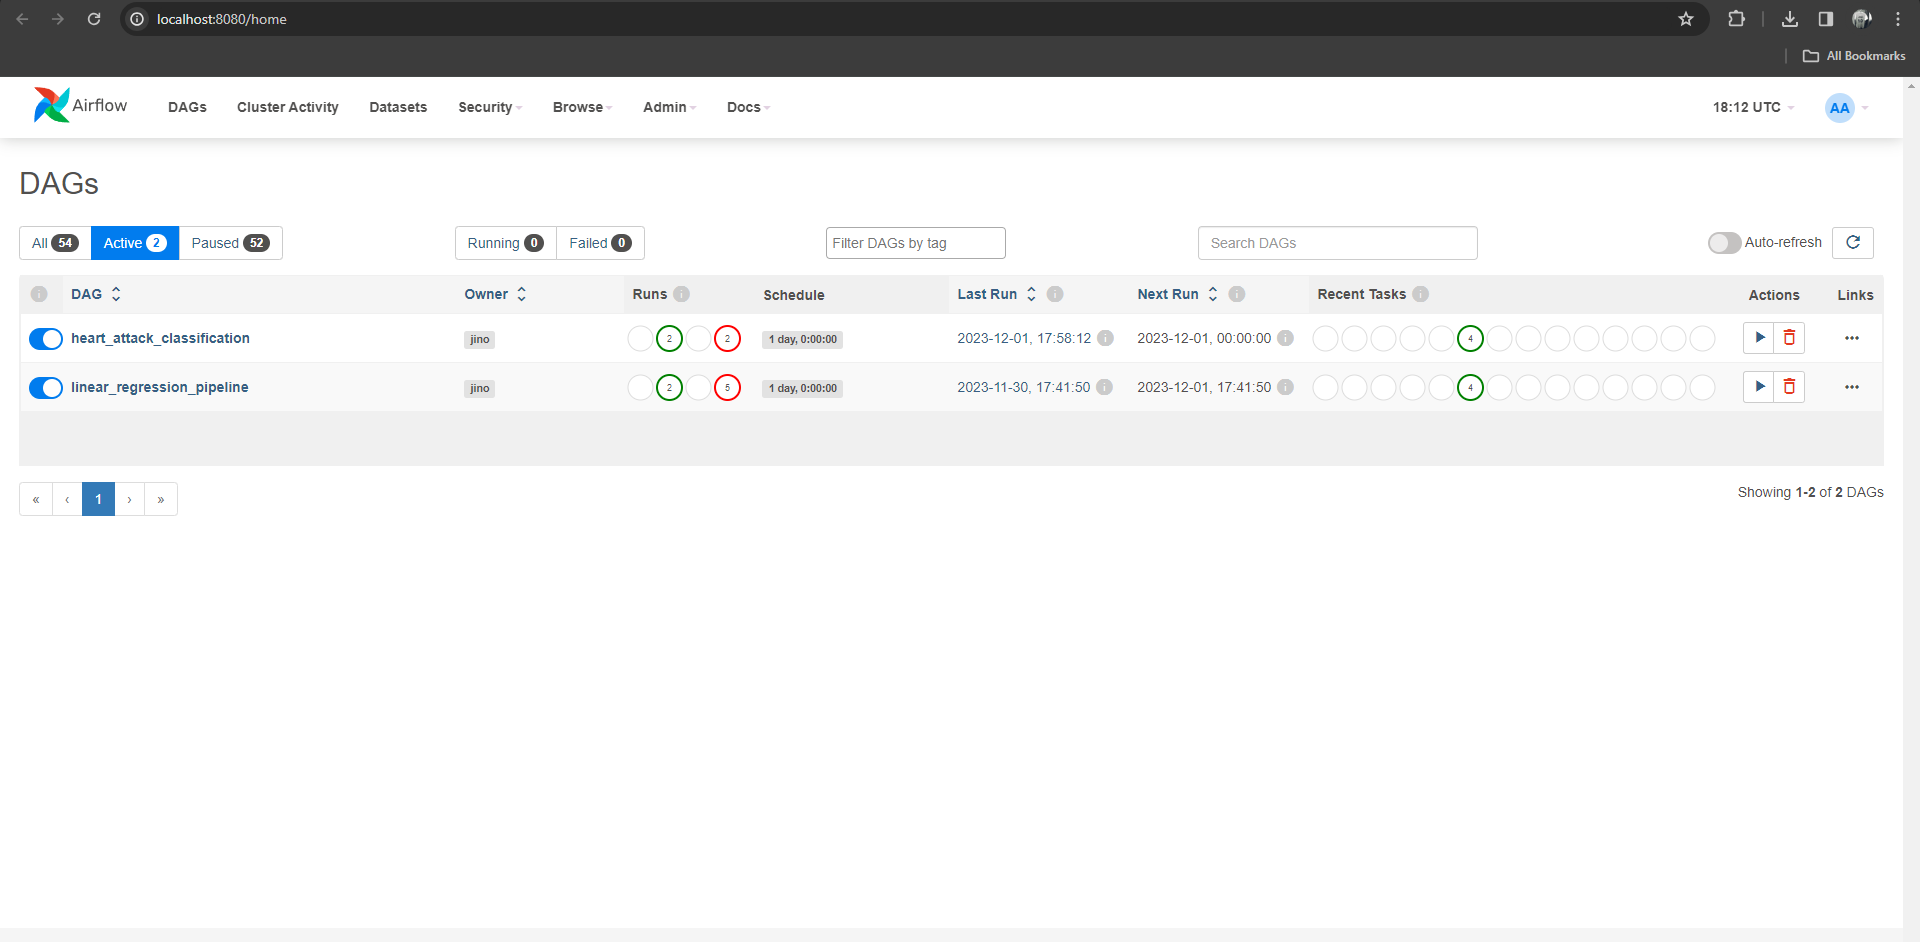 localhost:8080/home
All Bookmarks
Airflow DAGs Cluster Activity Datasets Security Browse Admin Docs 18:12 UTC AA
DAGs
All 54 Active 2 Paused 52 Running 0 Failed 0 Filter DAGs by tag Search DAGs Auto-refresh
DAG Owner Runs Schedule Last Run Next Run Recent Tasks Actions Links
heart_attack_classification jino 2 2 1 day, 0:00:00 2023-12-01, 17:58:12 2023-12-01, 00:00:00 4
linear_regression_pipeline jino 2 5 1 day, 0:00:00 2023-11-30, 17:41:50 2023-12-01, 17:41:50 4
« ‹ 1 › » Showing 1-2 of 2 DAGs